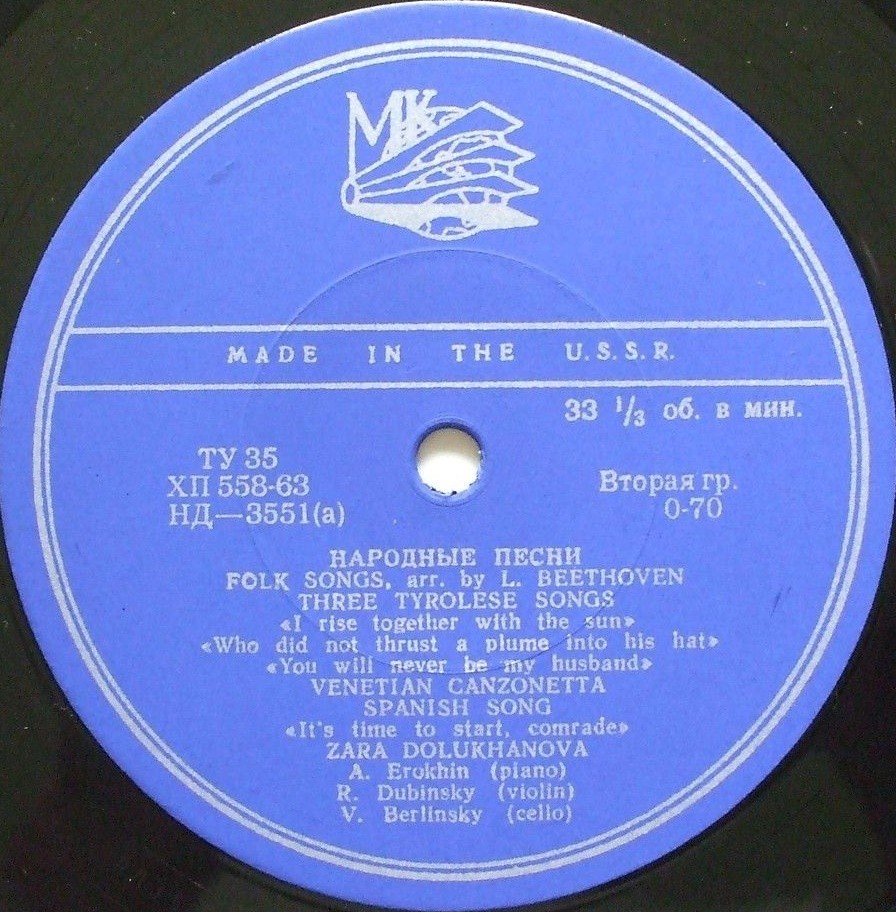 МК
MADE IN THE U.S.S.R.
33 1/3 об. в мин.
ТУ 35
ХП 558-63
НД—3551(а)
Вторая гр.
0-70
НАРОДНЫЕ ПЕСНИ
FOLK SONGS, arr. by L. BEETHOVEN
THREE TYROLESE SONGS
«I rise together with the sun»
«Who did not thrust a plume into his hat»
«You will never be my husband»
VENETIAN CANZONETTA
SPANISH SONG
«It's time to start, comrade»
ZARA DOLUKHANOVA
A. Erokhin (piano)
R. Dubinsky (violin)
V. Berlinsky (cello)